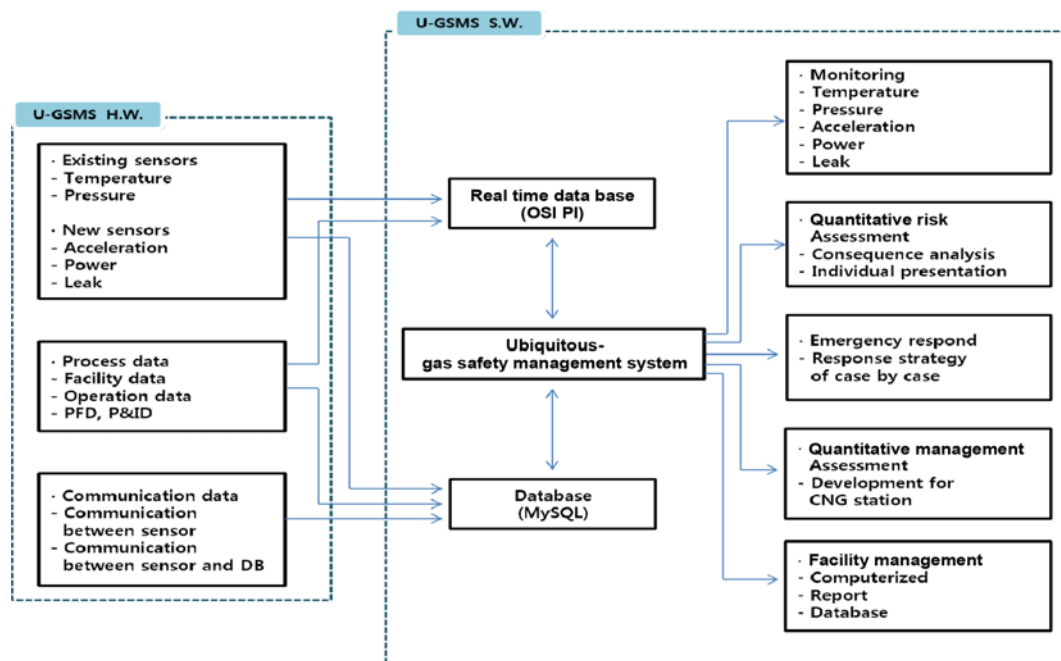 U-GSMS S.W.
U-GSMS H.W.
· Existing sensors
- Temperature
- Pressure
· New sensors
- Acceleration
- Power
- Leak
· Process data
- Facility data
- Operation data
- PFD, P&ID
· Communication data
- Communication
between sensor
- Communication
between sensor and DB
Real time data base
(OSI PI)
Ubiquitous-
gas safety management system
Database
(MySQL)
· Monitoring
- Temperature
- Pressure
- Acceleration
- Power
- Leak
· Quantitative risk
Assessment
- Consequence analysis
- Individual presentation
· Emergency respond
- Response strategy
of case by case
· Quantitative management
Assessment
- Development for
CNG station
· Facility management
- Computerized
- Report
- Database